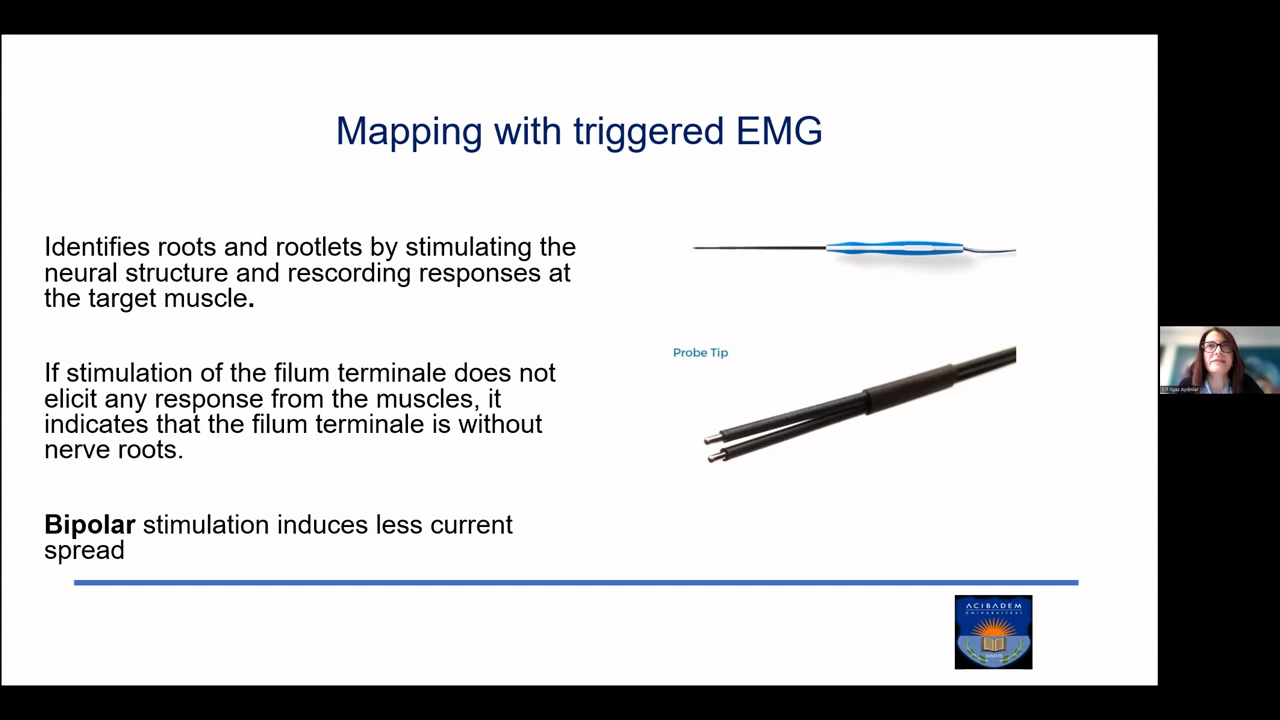 Mapping with triggered EMG
Identifies roots and rootlets by stimulating the
neural structure and rescording responses at
the target muscle.
If stimulation of the filum terminale does not
elicit any response from the muscles, it
indicates that the filum terminale is without
nerve roots.
Bipolar stimulation induces less current
spread
Probe Tip
ACIBADEM
Ilgaz Aydinlar